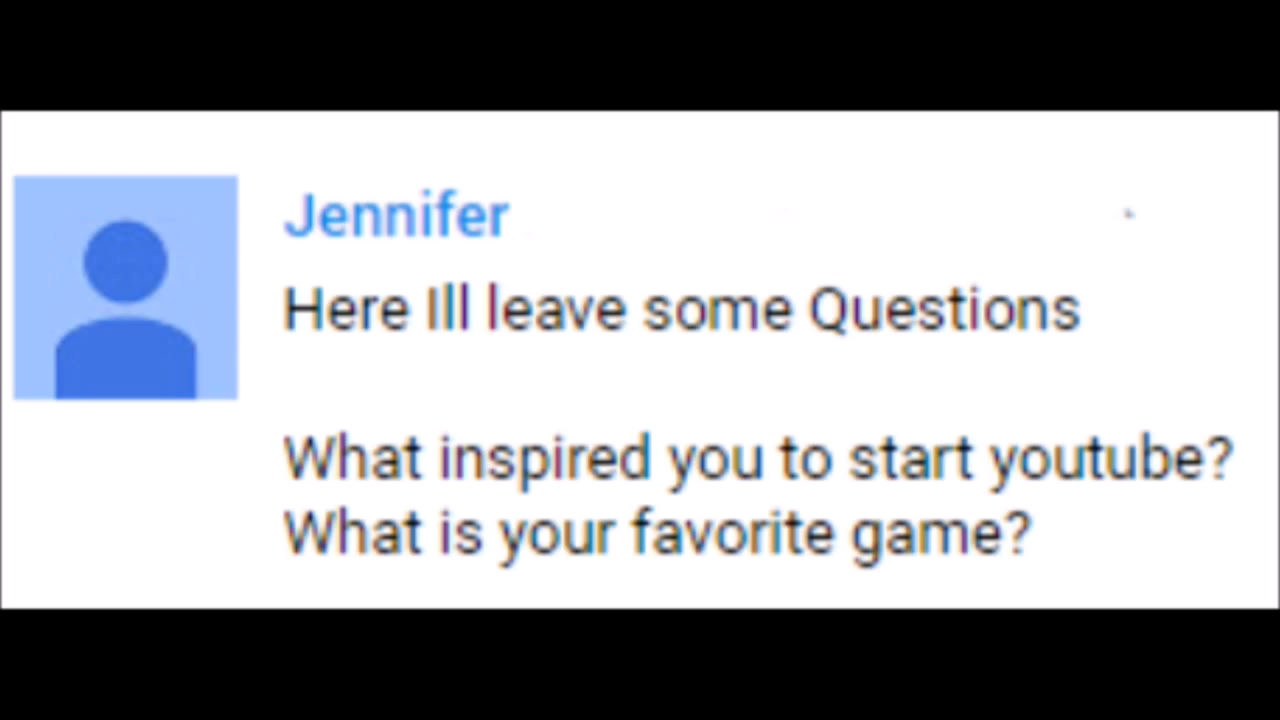 Jennifer
Here Ill leave some Questions
What inspired you to start youtube?
What is your favorite game?